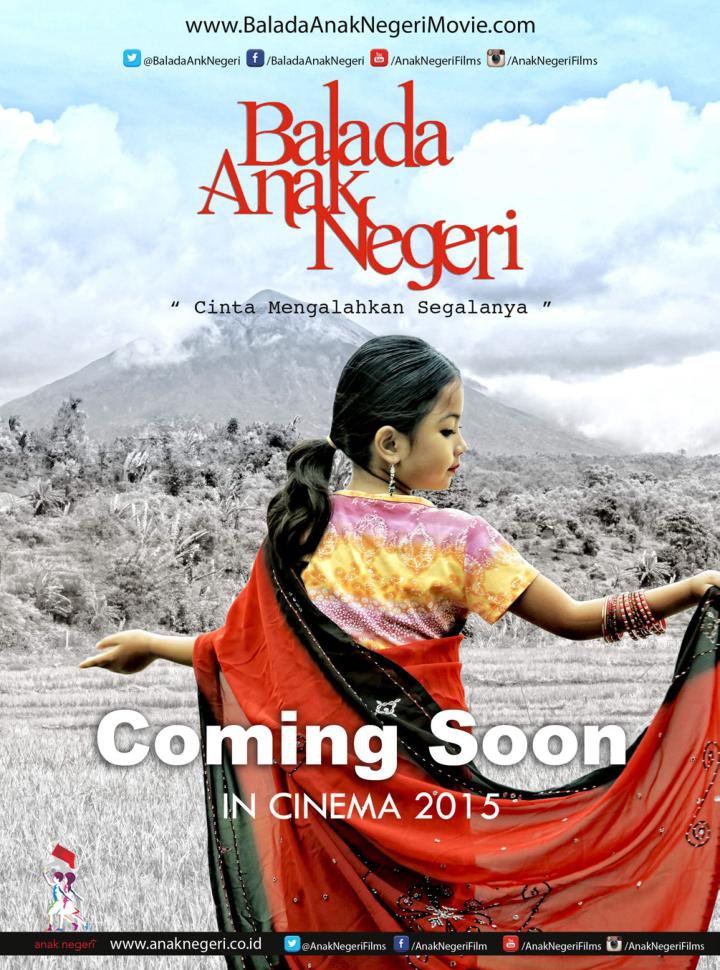 www.BaladaAnakNegeriMovie.com
@BaladaAnkNegeri /BaladaAnakNegeri /AnakNegeriFilms /AnakNegeriFilms
Balada
Anak
Negeri
“ Cinta Mengalahkan Segalanya ”
Coming Soon
IN CINEMA 2015
anak negeri www.anaknegeri.co.id @AnakNegeriFilms /AnakNegeriFilm /AnakNegeriFilms /AnakNegeriFilms